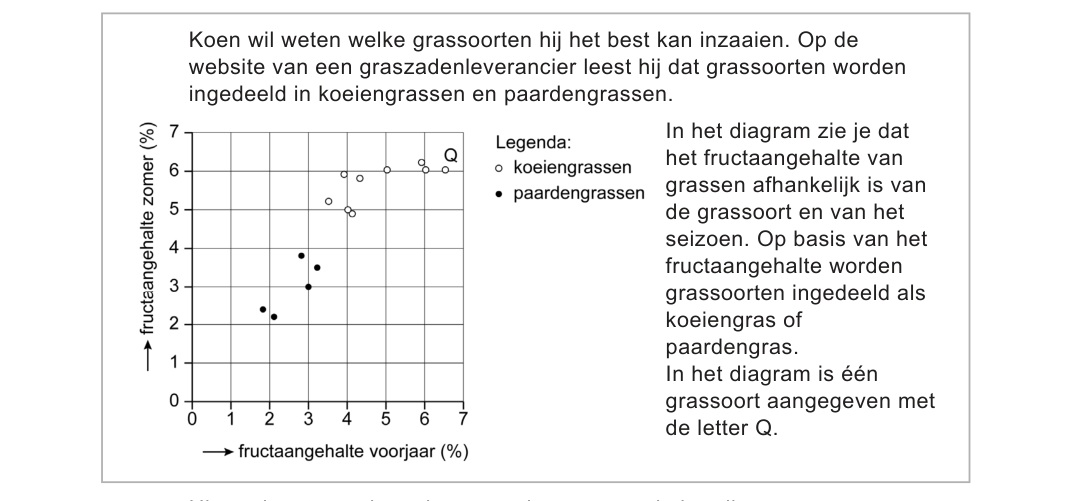 Koen wil weten welke grassoorten hij het best kan inzaaien. Op de
website van een graszadenleverancier leest hij dat grassoorten worden
ingedeeld in koeiengrassen en paardengrassen.
fructaangehalte zomer (%)
7
6
5
4
3
2
1
0
Q
0 1 2 3 4 5 6 7
fructaangehalte voorjaar (%)
Legenda:
koeiengrassen
paardengrassen
In het diagram zie je dat
het fructaangehalte van
grassen afhankelijk is van
de grassoort en van het
seizoen. Op basis van het
fructaangehalte worden
grassoorten ingedeeld als
koeiengras of
paardengras.
In het diagram is één
grassoort aangegeven met
de letter Q.